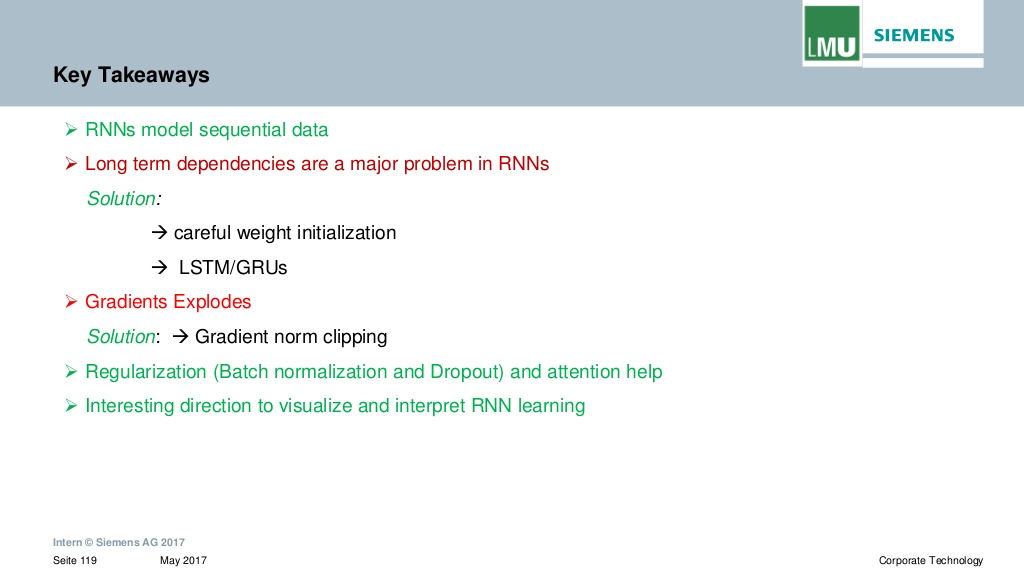 LMU
SIEMENS
Key Takeaways
➢ RNNs model sequential data
➢ Long term dependencies are a major problem in RNNs
Solution:
→ careful weight initialization
→ LSTM/GRUs
➢ Gradients Explodes
Solution: → Gradient norm clipping
➢ Regularization (Batch normalization and Dropout) and attention help
➢ Interesting direction to visualize and interpret RNN learning
Intern © Siemens AG 2017
Seite 119 May 2017 Corporate Technology